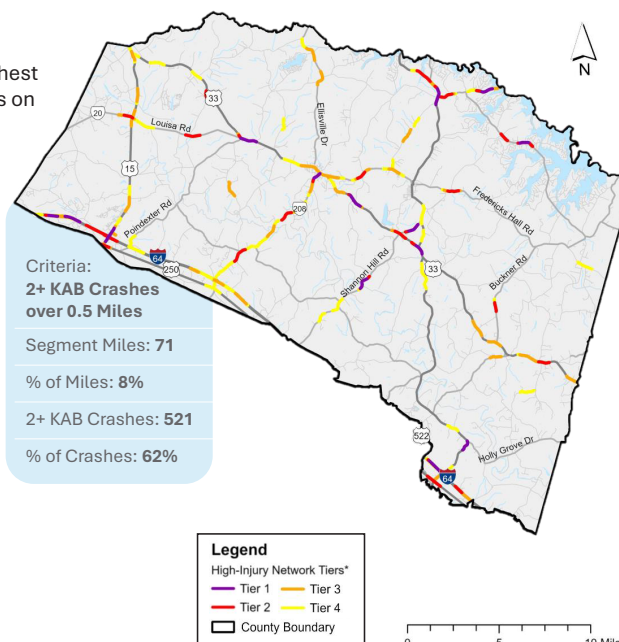 hest
s on
N
20
33
Louisa Rd
Ellisville Dr
15
208
Fredericks Hall Rd
Poindexter Rd
64
250
Shannon Hill Rd
33
Buckner Rd
Criteria:
2+ KAB Crashes
over 0.5 Miles
Segment Miles: 71
% of Miles: 8%
2+ KAB Crashes: 521
% of Crashes: 62%
522
Holly Grove Dr
64
Legend
High-Injury Network Tiers*
Tier 1 Tier 3
Tier 2 Tier 4
County Boundary
0 5 10 Mile